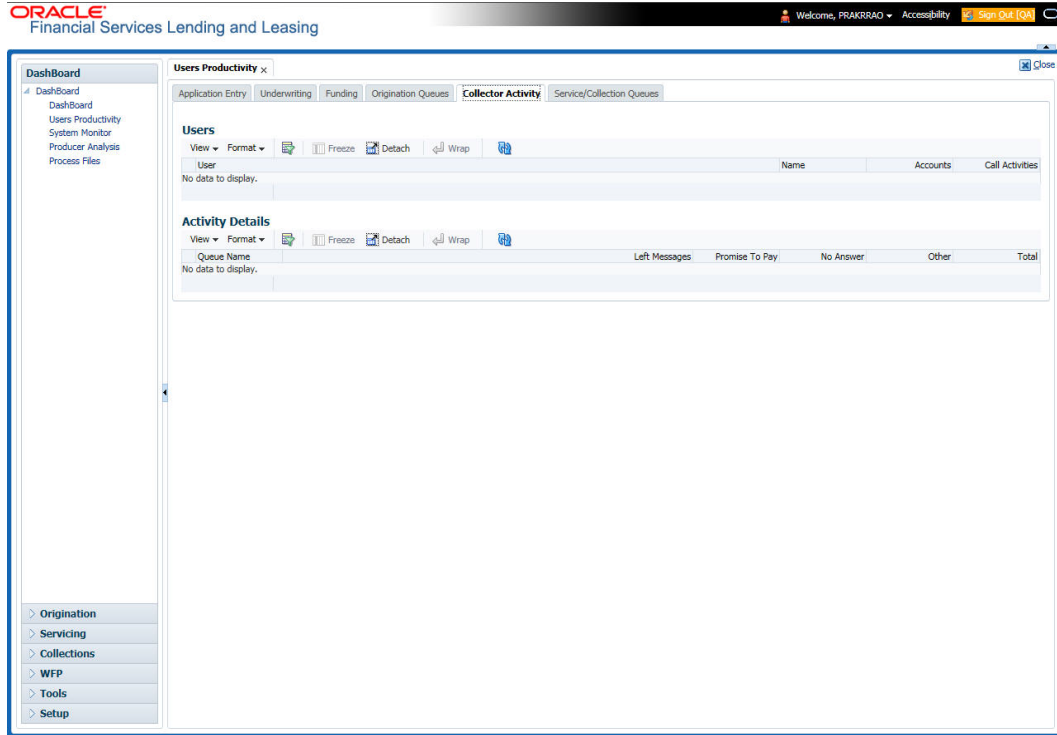 ORACLE
Financial Services Lending and Leasing
Welcome, PRAKRRAO Accessibility Sign Out [QA]
Close
DashBoard
DashBoard
DashBoard
Users Productivity
System Monitor
Producer Analysis
Process Files
Origination
Servicing
Collections
WFP
Tools
Setup
Users Productivity
Application Entry Underwriting Funding Origination Queues Collector Activity Service/Collection Queues
Users
View Format Freeze Detach Wrap
User Name Accounts Call Activities
No data to display.
Activity Details
View Format Freeze Detach Wrap
Queue Name Left Messages Promise To Pay No Answer Other Total
No data to display.